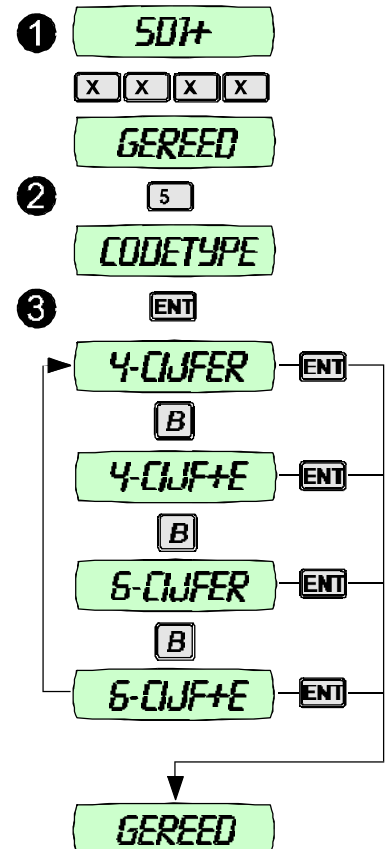 1 SD1+
X X X X
GEREED
2 5
CODETYPE
3 ENT
4-CIJFER ENT
B
4-CIJF+E ENT
B
6-CIJFER ENT
B
6-CIJF+E ENT
GEREED